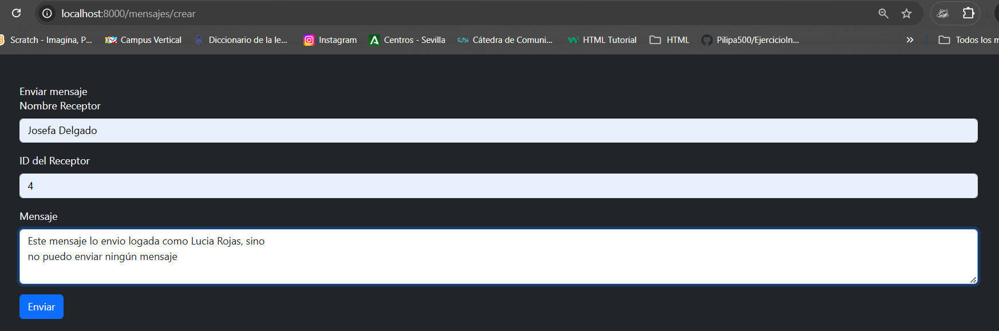 localhost:8000/mensajes/crear
Scratch - Imagina, P... Campus Vertical Diccionario de la le... Instagram Centros - Sevilla Cátedra de Comuni... HTML Tutorial HTML Pilipa500/EjercicioIn... » Todos los m
Enviar mensaje
Nombre Receptor
Josefa Delgado
ID del Receptor
4
Mensaje
Este mensaje lo envio logada como Lucia Rojas, sino
no puedo enviar ningún mensaje
Enviar